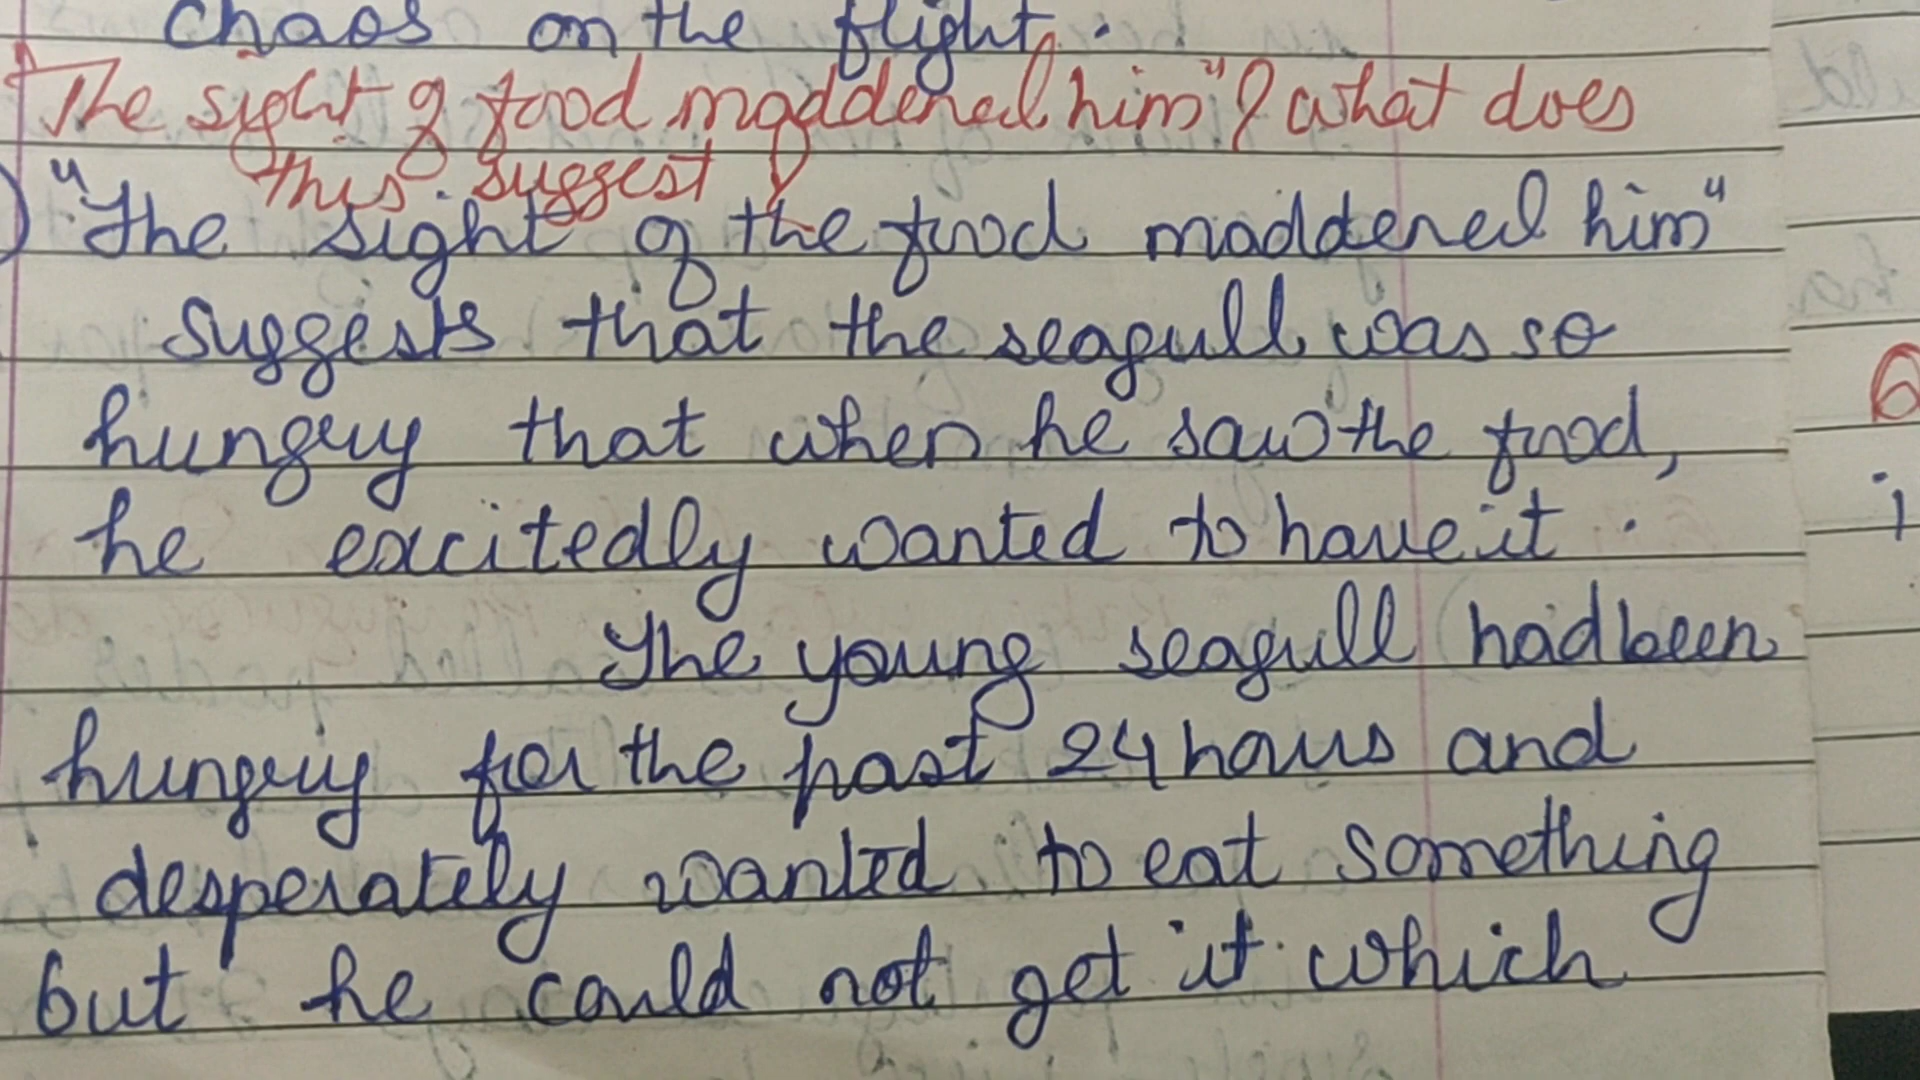 chaos on the flight.
The sight of food maddened him"? what does
this suggest ?
"The sight of the food maddened him"
suggests that the seagull was so
hungry that when he saw the food,
he excitedly wanted to have it.
The young seagull had been
hungry for the past 24 hours and
desperately wanted to eat something
but he could not get it which